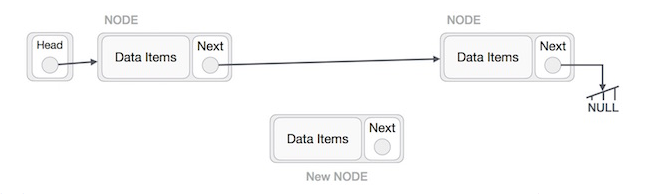 NODE
NODE
Head
Data Items
Next
Data Items
Next
NULL
Data Items
Next
New NODE